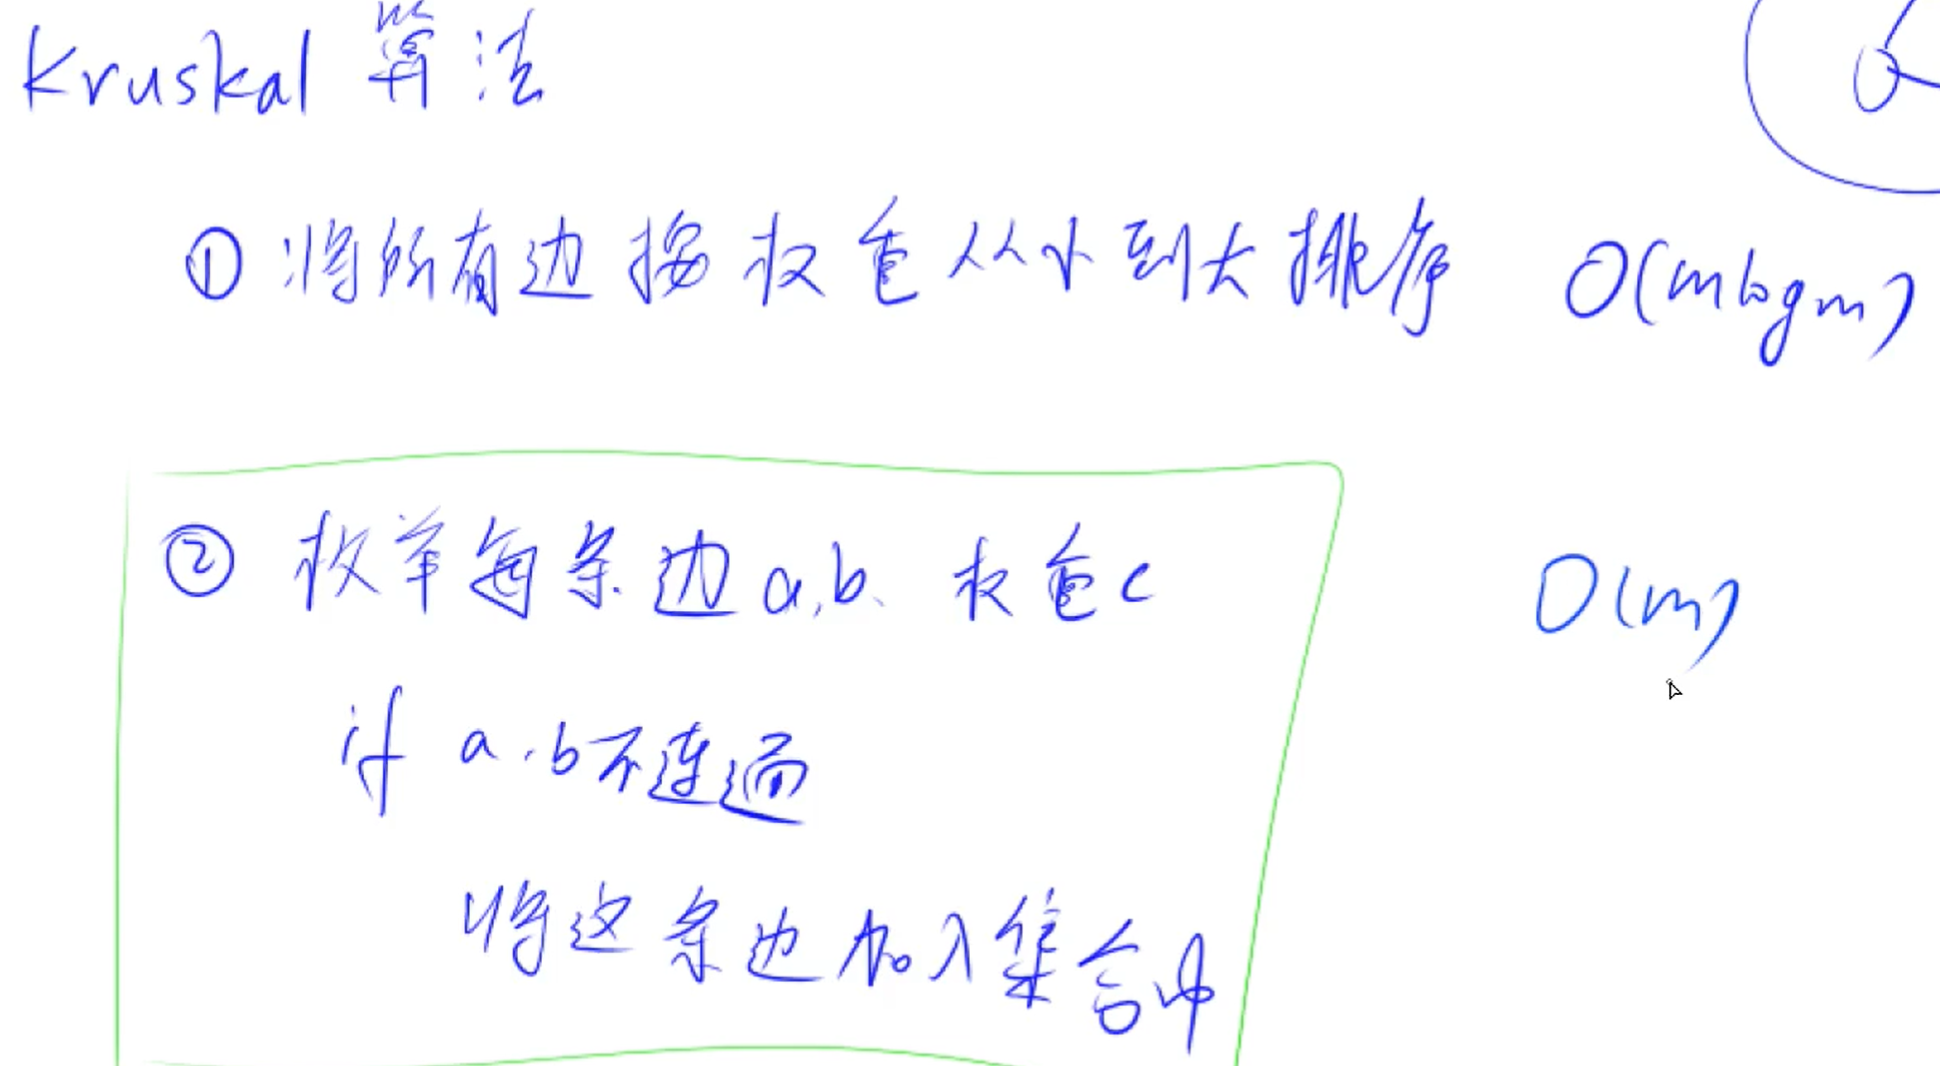 Kruskal 算法
① 将所有边按权重从小到大排序 O(mlogm)
② 枚举每条边a,b、权重c O(m)
if a,b不连通
将这条边加入集合中